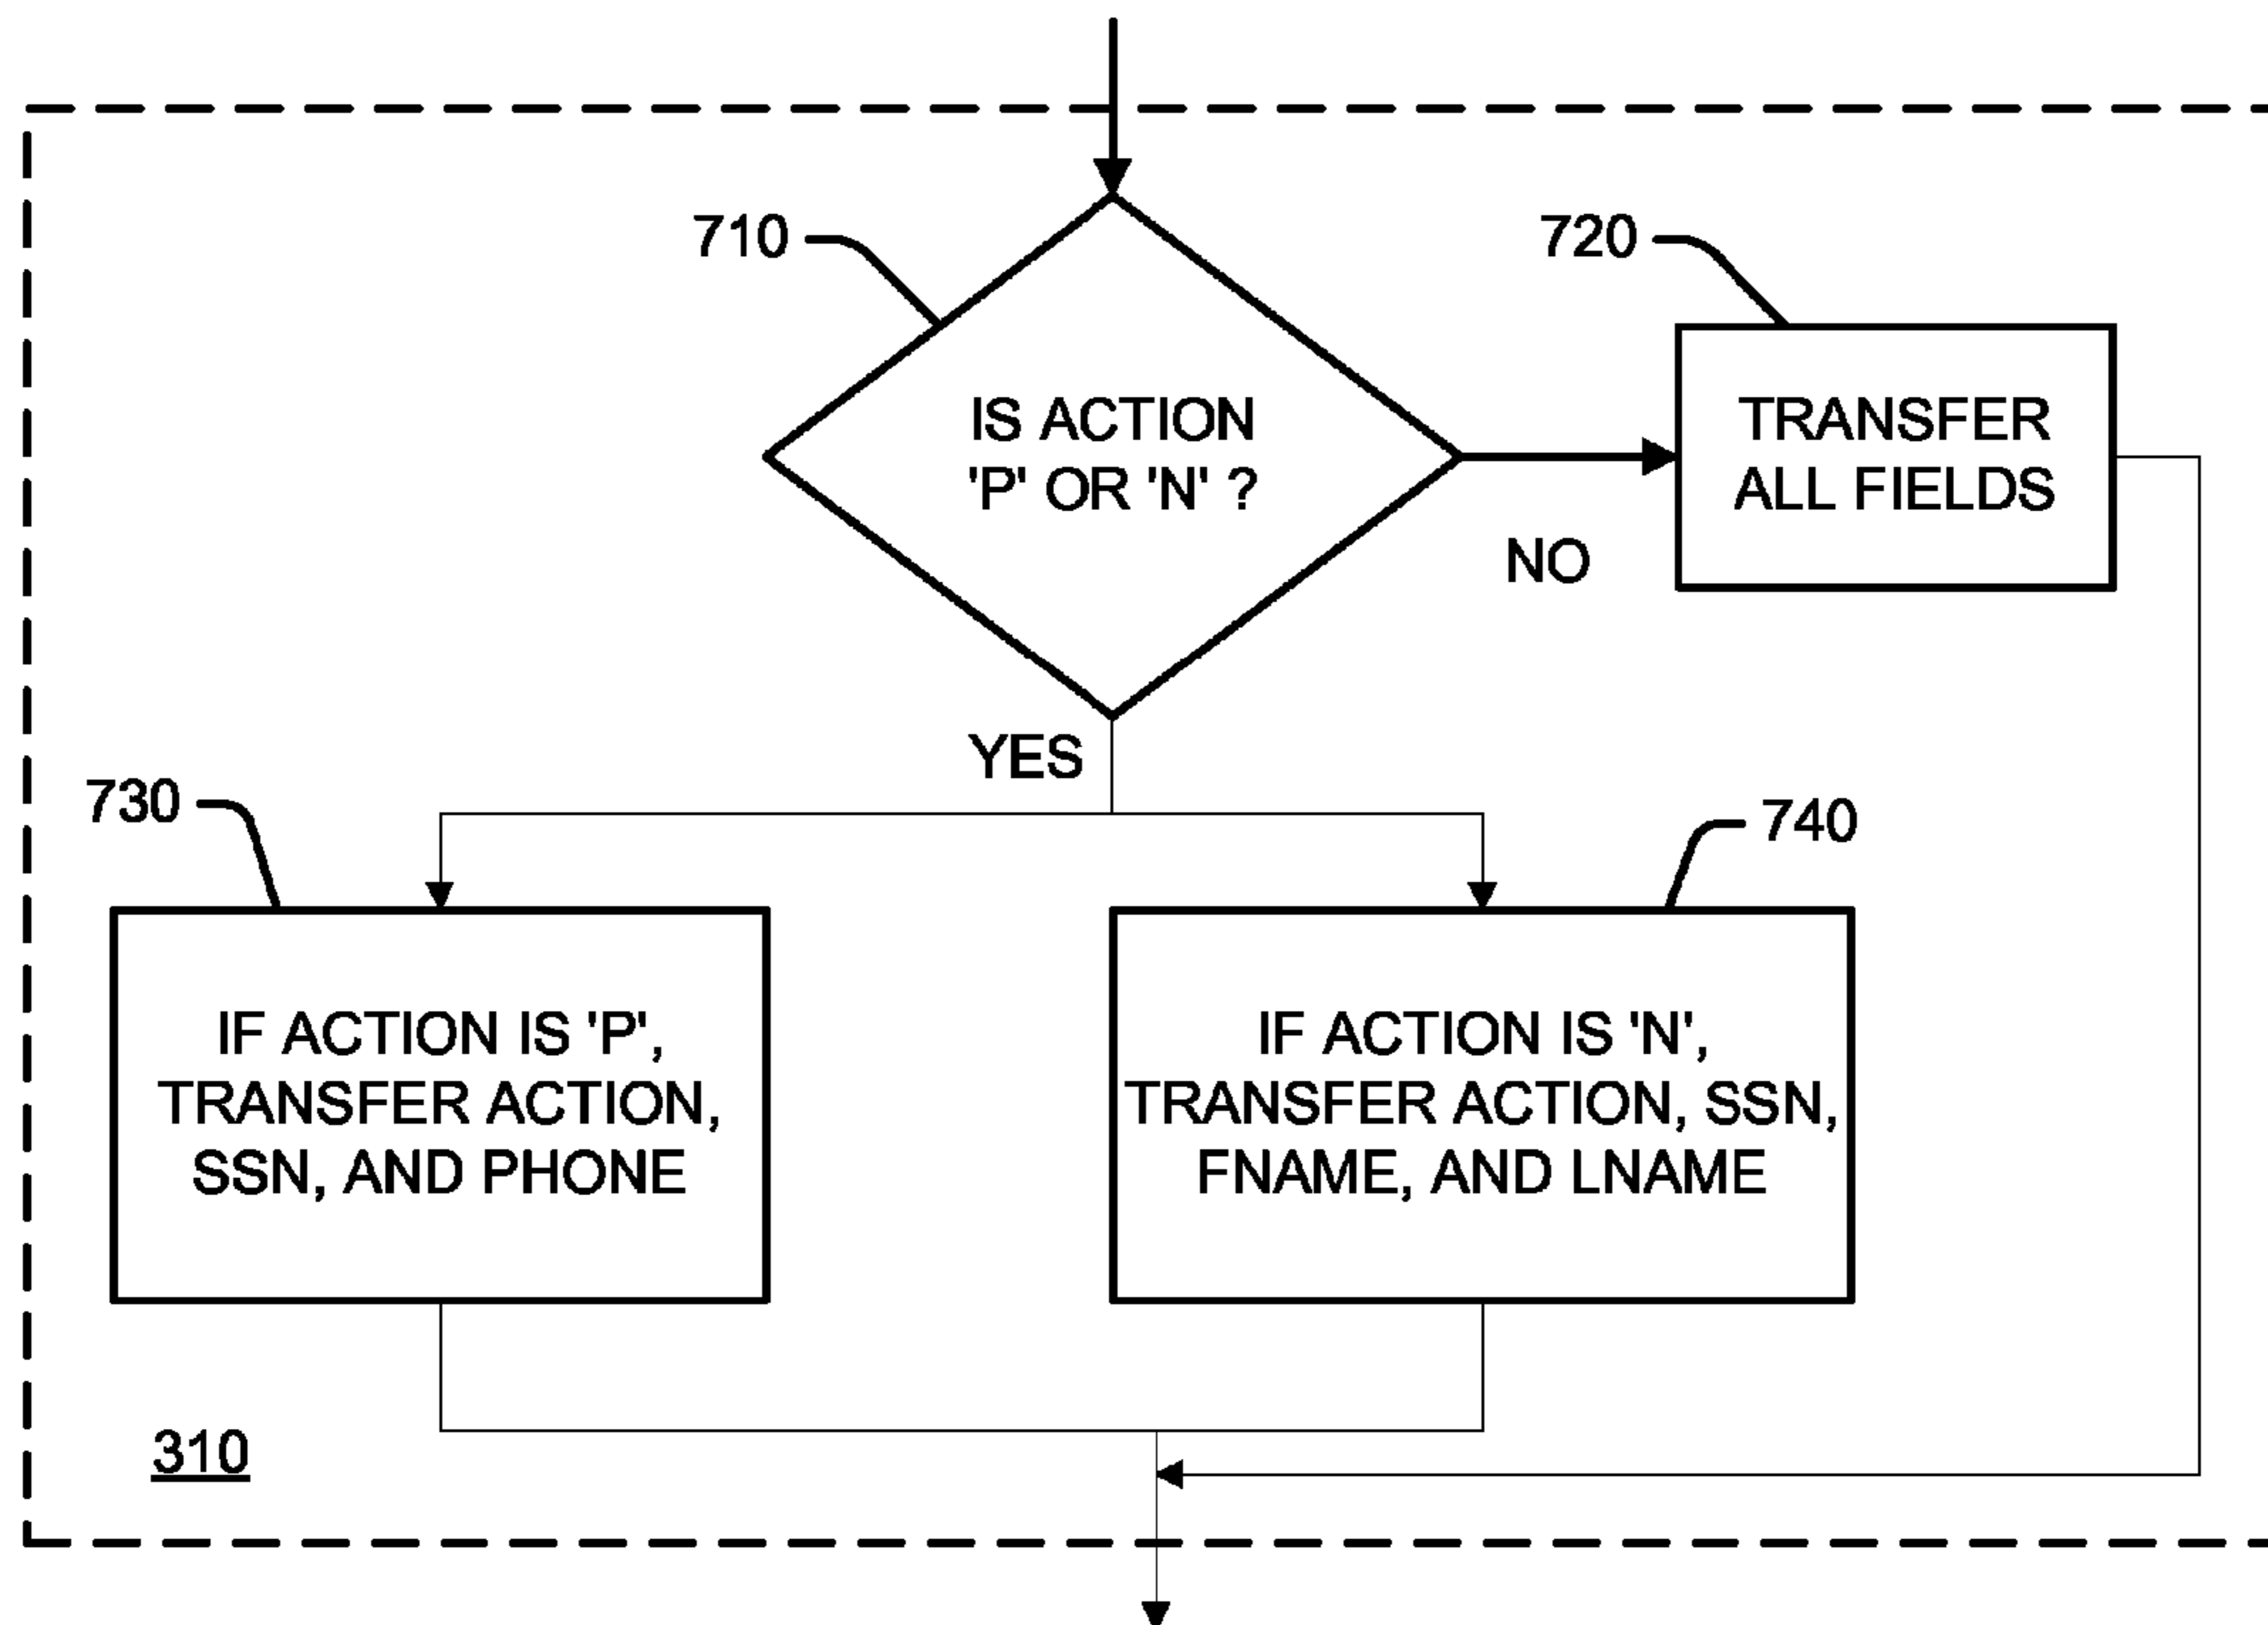 710
IS ACTION
'P' OR 'N' ?
720
TRANSFER
ALL FIELDS
NO
YES
730
IF ACTION IS 'P',
TRANSFER ACTION,
SSN, AND PHONE
740
IF ACTION IS 'N',
TRANSFER ACTION, SSN,
FNAME, AND LNAME
310